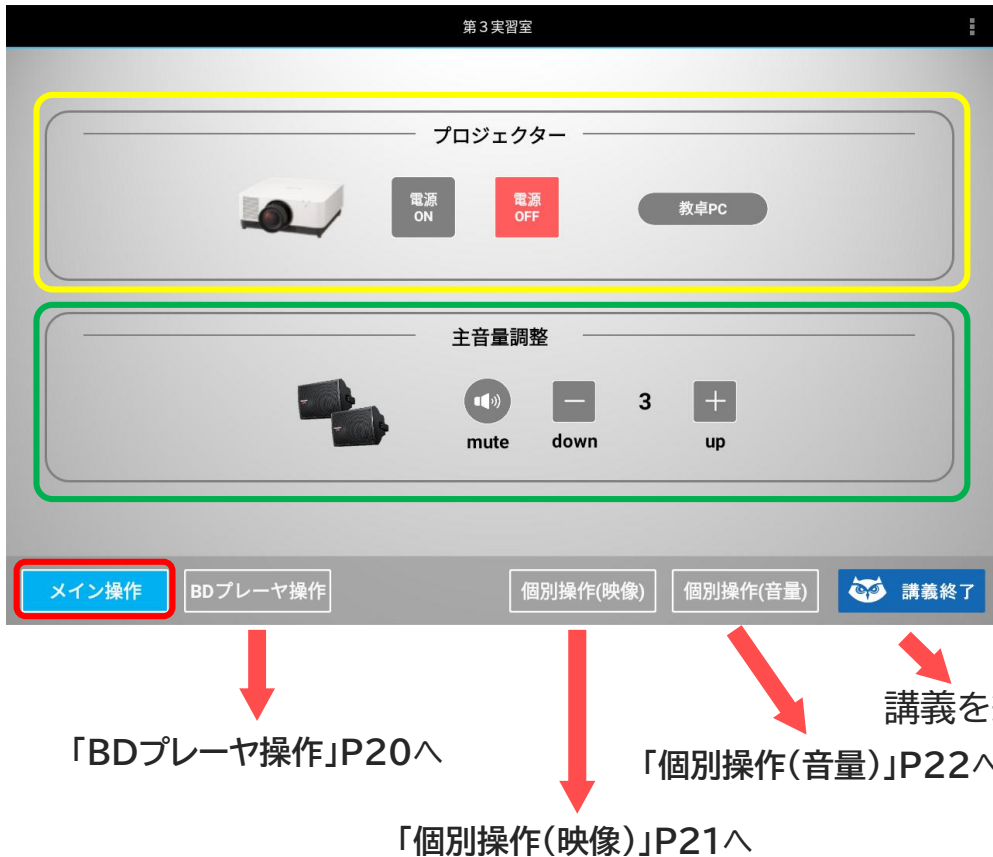 第3実習室
プロジェクター
電源
ON
電源
OFF
教卓PC
主音量調整
3
mute
down
up
メイン操作
BDプレーヤ操作
個別操作(映像)
個別操作(音量)
講義終了
講義を
「BDプレーヤ操作」P20へ
「個別操作(音量)」P22へ
「個別操作(映像)」P21へ